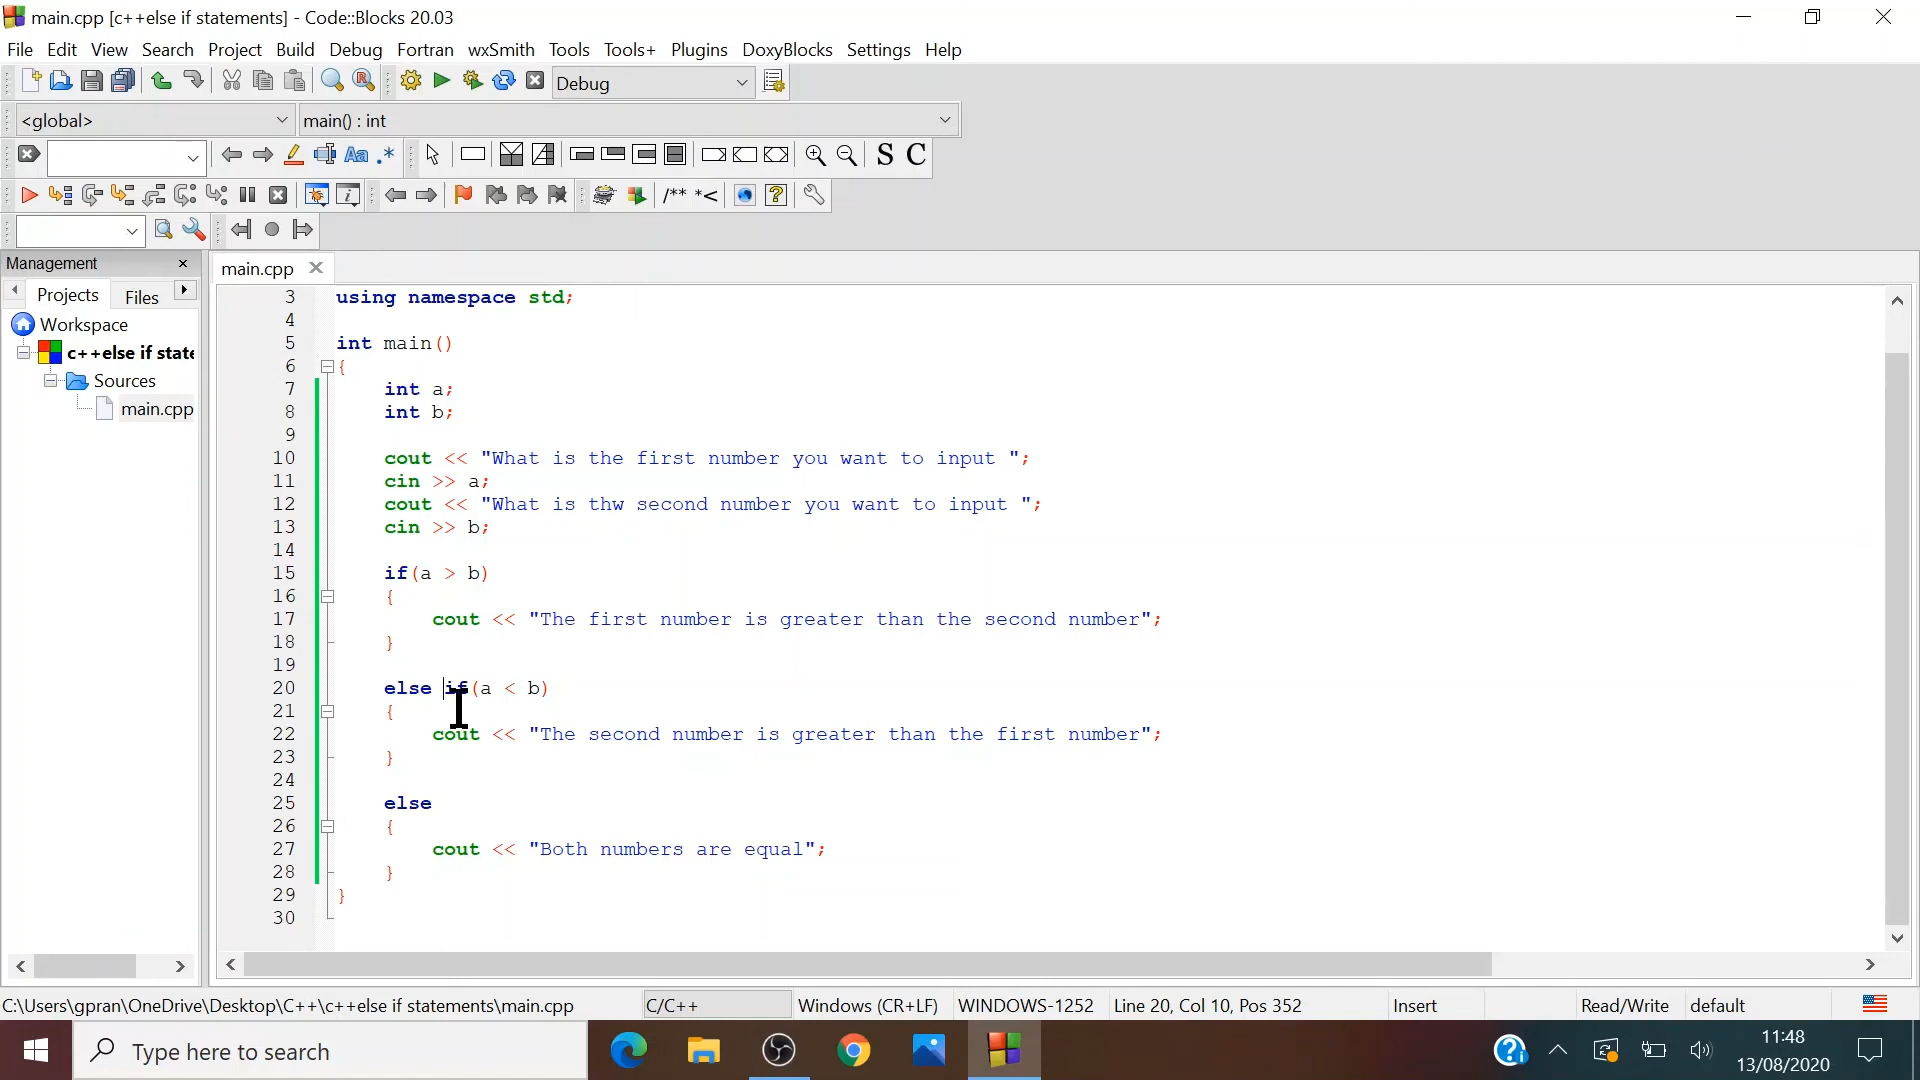 main.cpp [c++else if statements] - Code::Blocks 20.03
File Edit View Search Project Build Debug Fortran wxSmith Tools Tools+ Plugins DoxyBlocks Settings Help
Debug
<global> main() : int
Aa .* S C
/** *<
Management
main.cpp
Projects Files
Workspace
c++else if state
Sources
main.cpp
3 using namespace std;
4
5 int main()
6 {
7 int a;
8 int b;
9
10 cout << "What is the first number you want to input ";
11 cin >> a;
12 cout << "What is thw second number you want to input ";
13 cin >> b;
14
15 if(a > b)
16 {
17 cout << "The first number is greater than the second number";
18 }
19
20 else if(a < b)
21 {
22 cout << "The second number is greater than the first number";
23 }
24
25 else
26 {
27 cout << "Both numbers are equal";
28 }
29 }
30
C:\Users\gpran\OneDrive\Desktop\C++\c++else if statements\main.cpp C/C++ Windows (CR+LF) WINDOWS-1252 Line 20, Col 10, Pos 352 Insert Read/Write default
Type here to search
11:48
13/08/2020